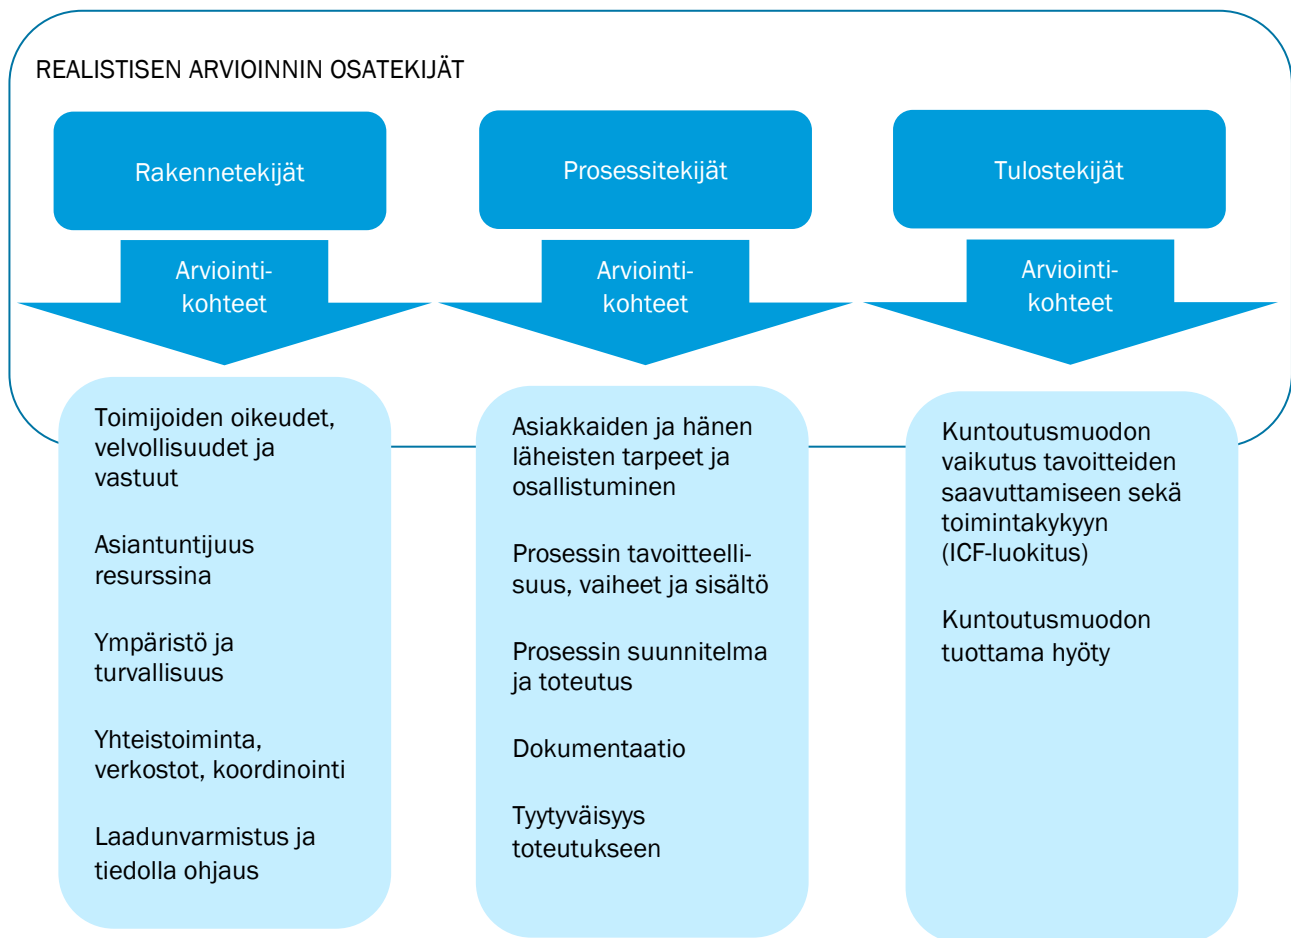 REALISTISEN ARVIOINNIN OSATEKIJÄT
Rakennetekijät
Arviointi-
kohteet
Toimijoiden oikeudet,
velvollisuudet ja
vastuut
Asiantuntijuus
resurssina
Ympäristö ja
turvallisuus
Yhteistoiminta,
verkostot, koordinointi
Laadunvarmistus ja
tiedolla ohjaus
Prosessitekijät
Arviointi-
kohteet
Asiakkaiden ja hänen
läheisten tarpeet ja
osallistuminen
Prosessin tavoitteelli-
suus, vaiheet ja sisältö
Prosessin suunnitelma
ja toteutus
Dokumentaatio
Tyytyväisyys
toteutukseen
Tulostekijät
Arviointi-
kohteet
Kuntoutusmuodon
vaikutus tavoitteiden
saavuttamiseen sekä
toimintakykyyn
(ICF-luokitus)
Kuntoutusmuodon
tuottama hyöty